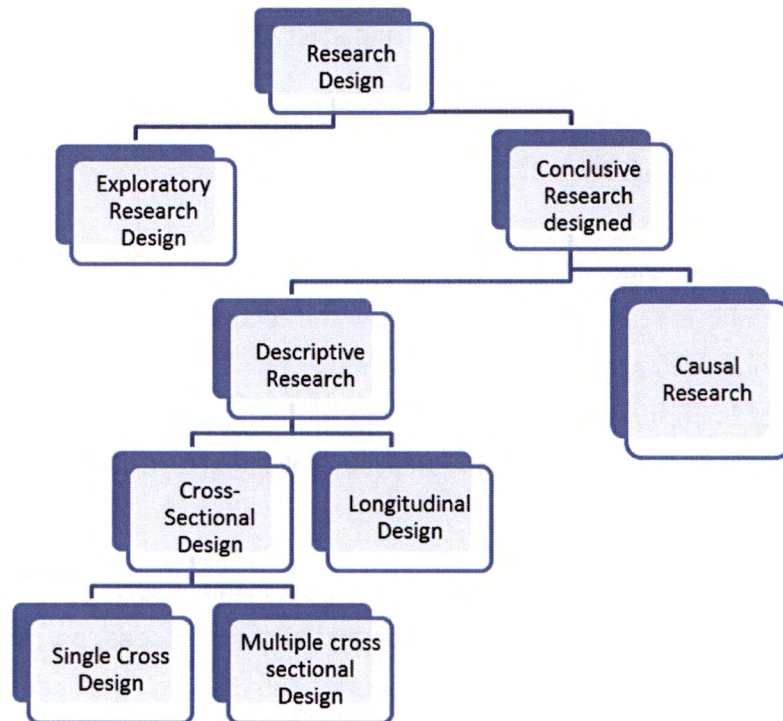 Research
Design
Exploratory
Research
Design
Conclusive
Research
designed
Descriptive
Research
Causal
Research
Cross-
Sectional
Design
Longitudinal
Design
Single Cross
Design
Multiple cross
sectional
Design